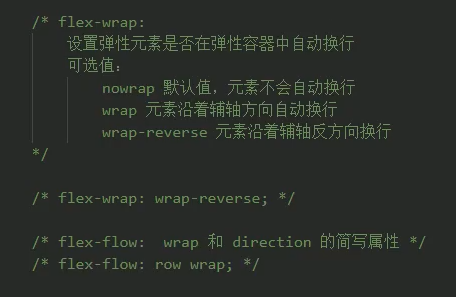 /* flex-wrap:
设置弹性元素是否在弹性容器中自动换行
可选值:
nowrap 默认值，元素不会自动换行
wrap 元素沿着辅轴方向自动换行
wrap-reverse 元素沿着辅轴反方向换行
*/
/* flex-wrap: wrap-reverse; */
/* flex-flow:  wrap 和 direction 的简写属性 */
/* flex-flow: row wrap; */